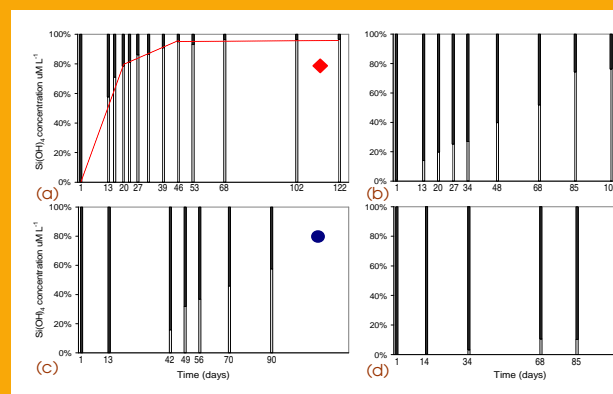 Si(OH)4 concentration uM L-1
100%
80%
60%
40%
20%
0%
1 13 20 27 39 46 53 68 102 122
(a)
100%
80%
60%
40%
20%
0%
1 13 20 27 34 48 68 85 10
(b)
Si(OH)4 concentration uM L-1
100%
80%
60%
40%
20%
0%
1 13 42 49 56 70 90
(c)
Time (days)
100%
80%
60%
40%
20%
0%
1 14 34 68 85
(d)
Time (days)